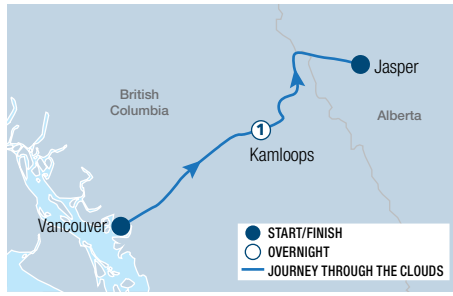 Jasper
British
Columbia
Alberta
1
Kamloops
Vancouver
START/FINISH
OVERNIGHT
JOURNEY THROUGH THE CLOUDS